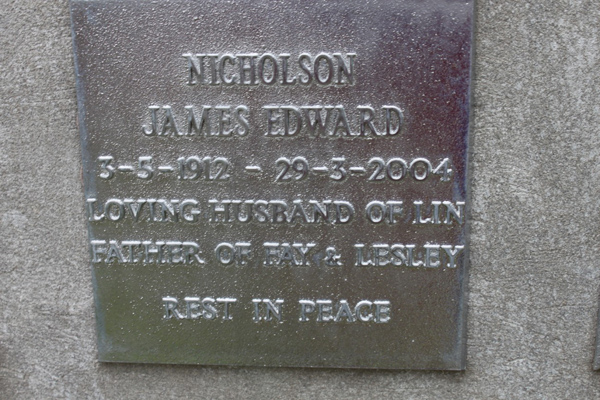 NICHOLSON
JAMES EDWARD
3-5-1912 - 29-3-2004
LOVING HUSBAND OF LIN
FATHER OF FAY & LESLEY
REST IN PEACE